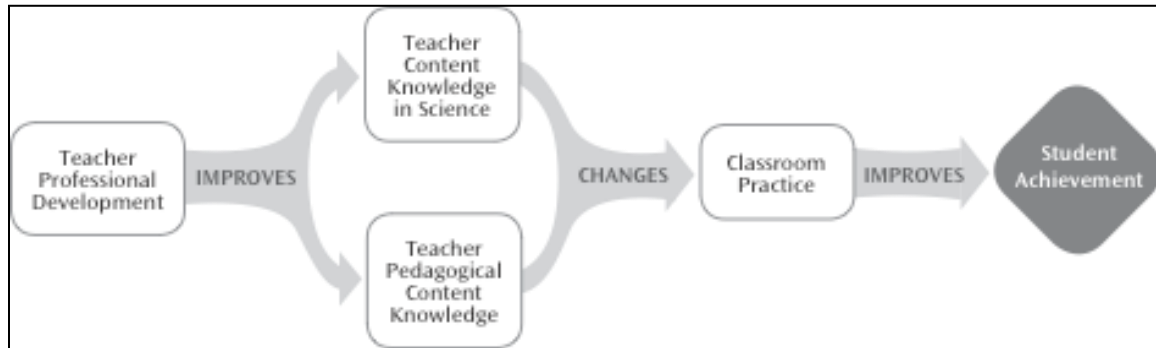 Teacher
Professional
Development
IMPROVES
Teacher
Content
Knowledge
in Science
Teacher
Pedagogical
Content
Knowledge
CHANGES
Classroom
Practice
IMPROVES
Student
Achievement